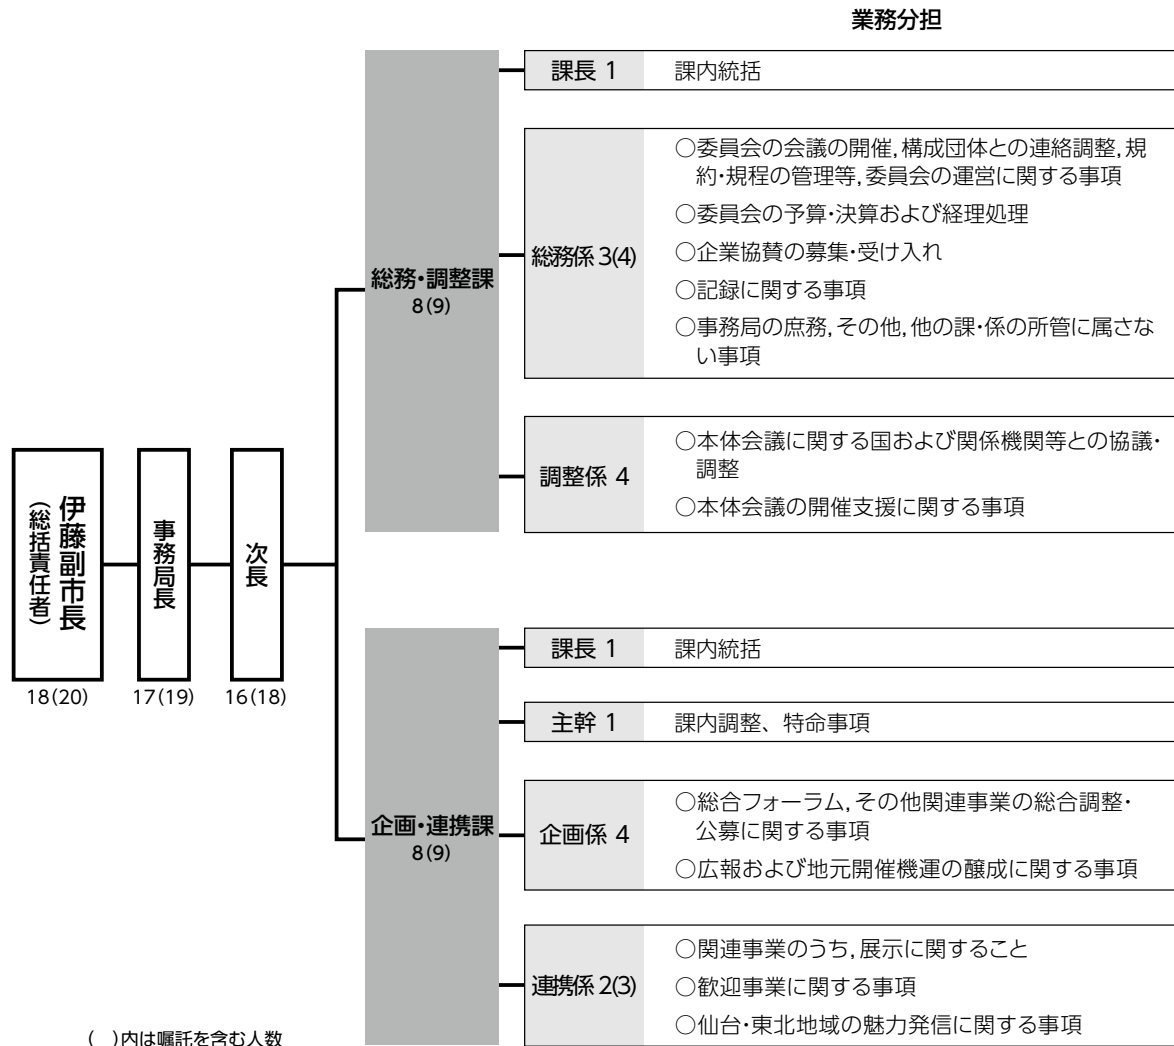 業務分担
伊藤副市長
(総括責任者)
18(20)
事務局長
17(19)
次長
16(18)
総務・調整課
8(9)
課長 1
課内統括
総務係 3(4)
○委員会の会議の開催,構成団体との連絡調整,規
約・規程の管理等,委員会の運営に関する事項
○委員会の予算・決算および経理処理
○企業協賛の募集・受け入れ
○記録に関する事項
○事務局の庶務,その他,他の課・係の所管に属さな
い事項
調整係 4
○本体会議に関する国および関係機関等との協議・
調整
○本体会議の開催支援に関する事項
企画・連携課
8(9)
課長 1
課内統括
主幹 1
課内調整、特命事項
企画係 4
○総合フォーラム,その他関連事業の総合調整・
公募に関する事項
○広報および地元開催機運の醸成に関する事項
連携係 2(3)
○関連事業のうち,展示に関すること
○歓迎事業に関する事項
○仙台・東北地域の魅力発信に関する事項
( )内は嘱託を含む人数